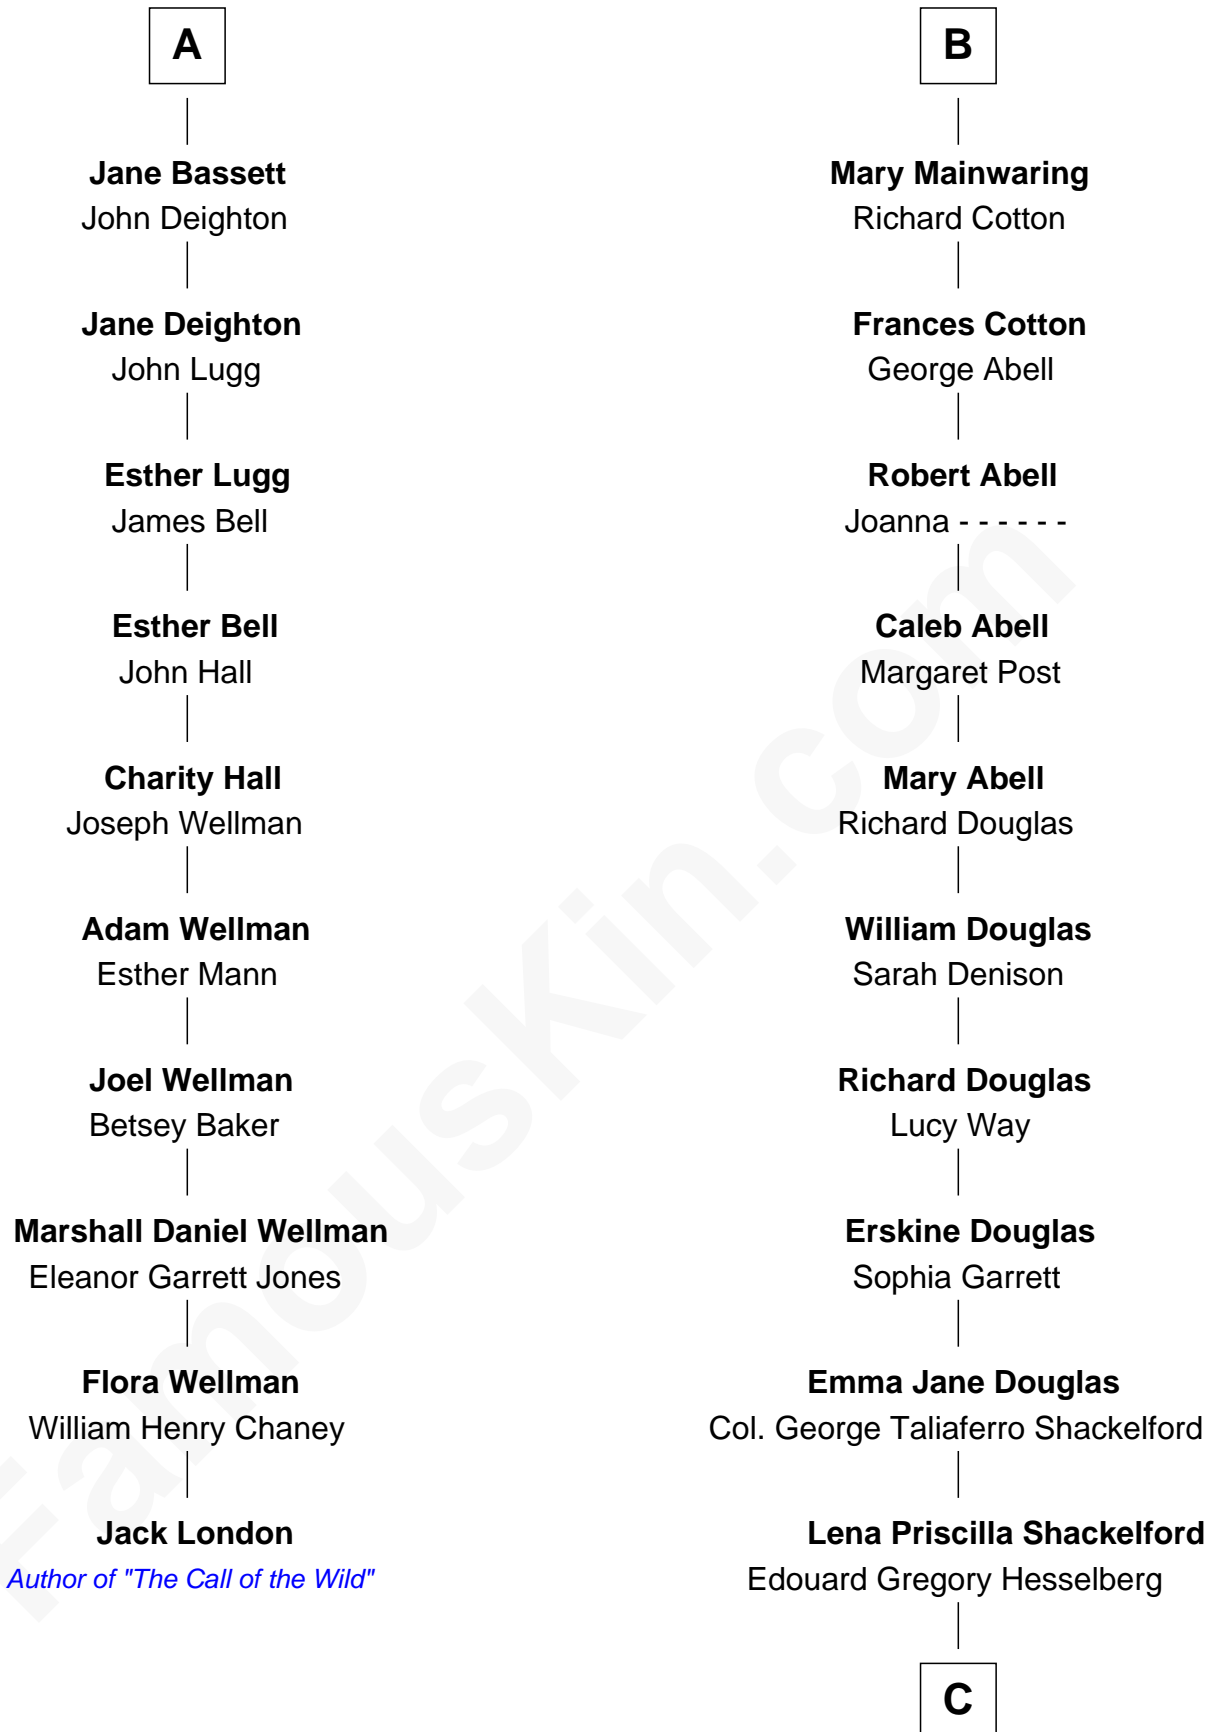 A
Jane Bassett
John Deighton
Jane Deighton
John Lugg
Esther Lugg
James Bell
Esther Bell
John Hall
Charity Hall
Joseph Wellman
Adam Wellman
Esther Mann
Joel Wellman
Betsey Baker
Marshall Daniel Wellman
Eleanor Garrett Jones
Flora Wellman
William Henry Chaney
Jack London
Author of "The Call of the Wild"
B
Mary Mainwaring
Richard Cotton
Frances Cotton
George Abell
Robert Abell
Joanna - - - - - -
Caleb Abell
Margaret Post
Mary Abell
Richard Douglas
William Douglas
Sarah Denison
Richard Douglas
Lucy Way
Erskine Douglas
Sophia Garrett
Emma Jane Douglas
Col. George Taliaferro Shackelford
Lena Priscilla Shackelford
Edouard Gregory Hesselberg
C
FamousKin.com